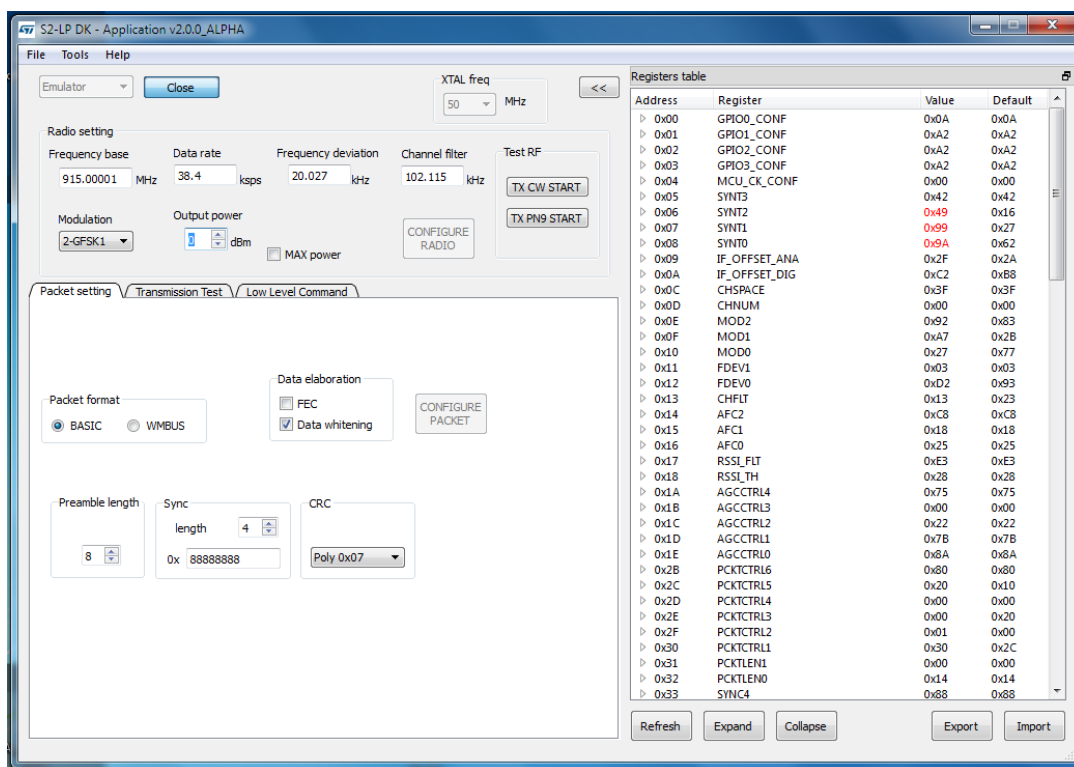 S2-LP DK - Application v2.0.0_ALPHA
File Tools Help
Emulator
Close
XTAL freq
50 MHz
<<
Radio setting
Frequency base Data rate Frequency deviation Channel filter
915.00001 MHz 38.4 ksps 20.027 kHz 102.115 kHz
Modulation Output power
2-GFSK1 0 dBm
MAX power
CONFIGURE
RADIO
Test RF
TX CW START
TX PN9 START
Packet setting Transmission Test Low Level Command
Packet format
BASIC WMBUS
Data elaboration
FEC
Data whitening
CONFIGURE
PACKET
Preamble length
8
Sync
length 4
0x 88888888
CRC
Poly 0x07
Registers table
Address Register Value Default
0x00 GPIO0_CONF 0x0A 0x0A
0x01 GPIO1_CONF 0xA2 0xA2
0x02 GPIO2_CONF 0xA2 0xA2
0x03 GPIO3_CONF 0xA2 0xA2
0x04 MCU_CK_CONF 0x00 0x00
0x05 SYNT3 0x42 0x42
0x06 SYNT2 0x49 0x16
0x07 SYNT1 0x99 0x27
0x08 SYNT0 0x9A 0x62
0x09 IF_OFFSET_ANA 0x2F 0x2A
0x0A IF_OFFSET_DIG 0xC2 0xB8
0x0C CHSPACE 0x3F 0x3F
0x0D CHNUM 0x00 0x00
0x0E MOD2 0x92 0x83
0x0F MOD1 0xA7 0x2B
0x10 MOD0 0x27 0x77
0x11 FDEV1 0x03 0x03
0x12 FDEV0 0xD2 0x93
0x13 CHFLT 0x13 0x23
0x14 AFC2 0xC8 0xC8
0x15 AFC1 0x18 0x18
0x16 AFC0 0x25 0x25
0x17 RSSI_FLT 0xE3 0xE3
0x18 RSSI_TH 0x28 0x28
0x1A AGCCTRL4 0x75 0x75
0x1B AGCCTRL3 0x00 0x00
0x1C AGCCTRL2 0x22 0x22
0x1D AGCCTRL1 0x7B 0x7B
0x1E AGCCTRL0 0x8A 0x8A
0x2B PCKTCTRL6 0x80 0x80
0x2C PCKTCTRL5 0x20 0x10
0x2D PCKTCTRL4 0x00 0x00
0x2E PCKTCTRL3 0x00 0x20
0x2F PCKTCTRL2 0x01 0x00
0x30 PCKTCTRL1 0x30 0x2C
0x31 PCKTLEN1 0x00 0x00
0x32 PCKTLEN0 0x14 0x14
0x33 SYNC4 0x88 0x88
Refresh Expand Collapse Export Import